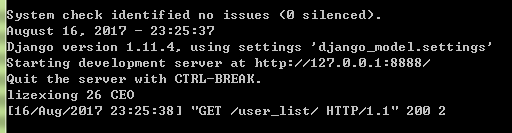 System check identified no issues (0 silenced).
August 16, 2017 - 23:25:37
Django version 1.11.4, using settings 'django_model.settings'
Starting development server at http://127.0.0.1:8888/
Quit the server with CTRL-BREAK.
lizexiong 26 CEO
[16/Aug/2017 23:25:38] "GET /user_list/ HTTP/1.1" 200 2